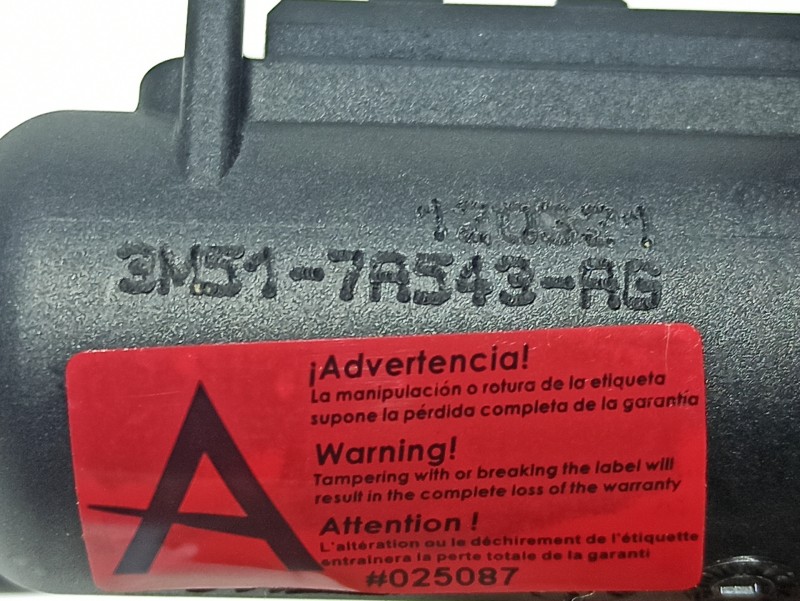 120321
3M51-7A543-AG
¡Advertencia!
La manipulación o rotura de la etiqueta
supone la pérdida completa de la garantía
Warning!
Tampering with or breaking the label will
result in the complete loss of the warranty
Attention !
L'altération ou le déchirement de l'étiquette
entraînera la perte totale de la garanti
#025087
A